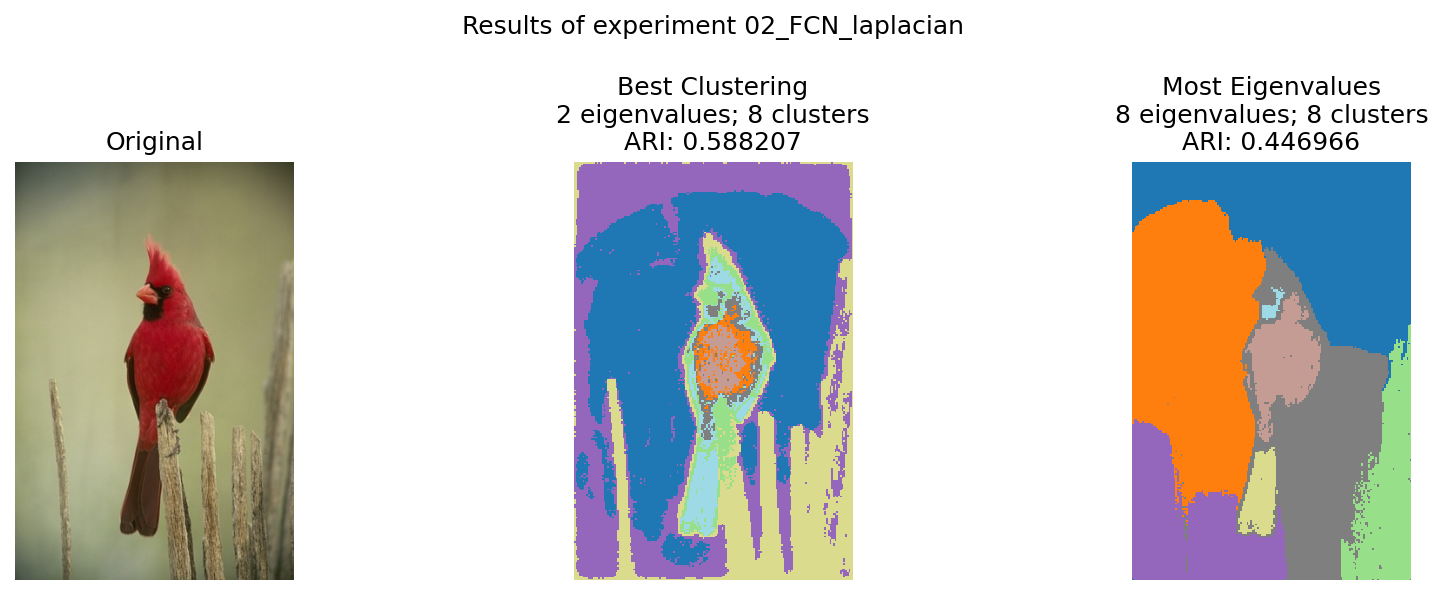 Results of experiment 02_FCN_laplacian
Original
Best Clustering
2 eigenvalues; 8 clusters
ARI: 0.588207
Most Eigenvalues
8 eigenvalues; 8 clusters
ARI: 0.446966